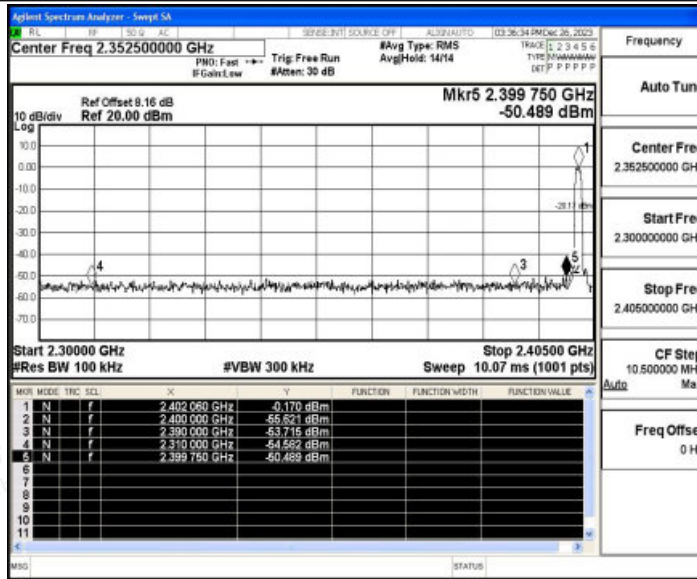 Agilent Spectrum Analyzer - Swept SA
RL RF 50 Ω AC SENSE:INT SOURCE OFF ALIGNAUTO 03:36:34 PM Dec 26, 2023
Center Freq 2.352500000 GHz
PNO: Fast
IFGain:Low
Trig: Free Run
#Atten: 30 dB
#Avg Type: RMS
Avg|Hold: 14/14
TRACE 1 2 3 4 5 6
TYPE MWWWWW
DET P P P P P P
Mkr5 2.399 750 GHz
-50.489 dBm
Ref Offset 8.16 dB
10 dB/div Ref 20.00 dBm
Log
10.0
0.00
-10.0
-20.0
-30.0
-40.0
-50.0
-60.0
-70.0
1
4
3
5
Start 2.30000 GHz Stop 2.40500 GHz
#Res BW 100 kHz #VBW 300 kHz Sweep 10.07 ms (1001 pts)
MKR MODE TRC SCL X Y FUNCTION FUNCTION WIDTH FUNCTION VALUE
1 N f 2.402 060 GHz -0.170 dBm
2 N f 2.400 000 GHz -55.621 dBm
3 N f 2.390 000 GHz -53.715 dBm
4 N f 2.310 000 GHz -54.562 dBm
5 N f 2.399 750 GHz -50.489 dBm
6
7
8
9
10
11
MSG STATUS
Frequency
Auto Tun
Center Fre
2.352500000 GH
Start Fre
2.300000000 GH
Stop Fre
2.405000000 GH
CF Step
10.500000 MH
Auto Ma
Freq Offse
0 H